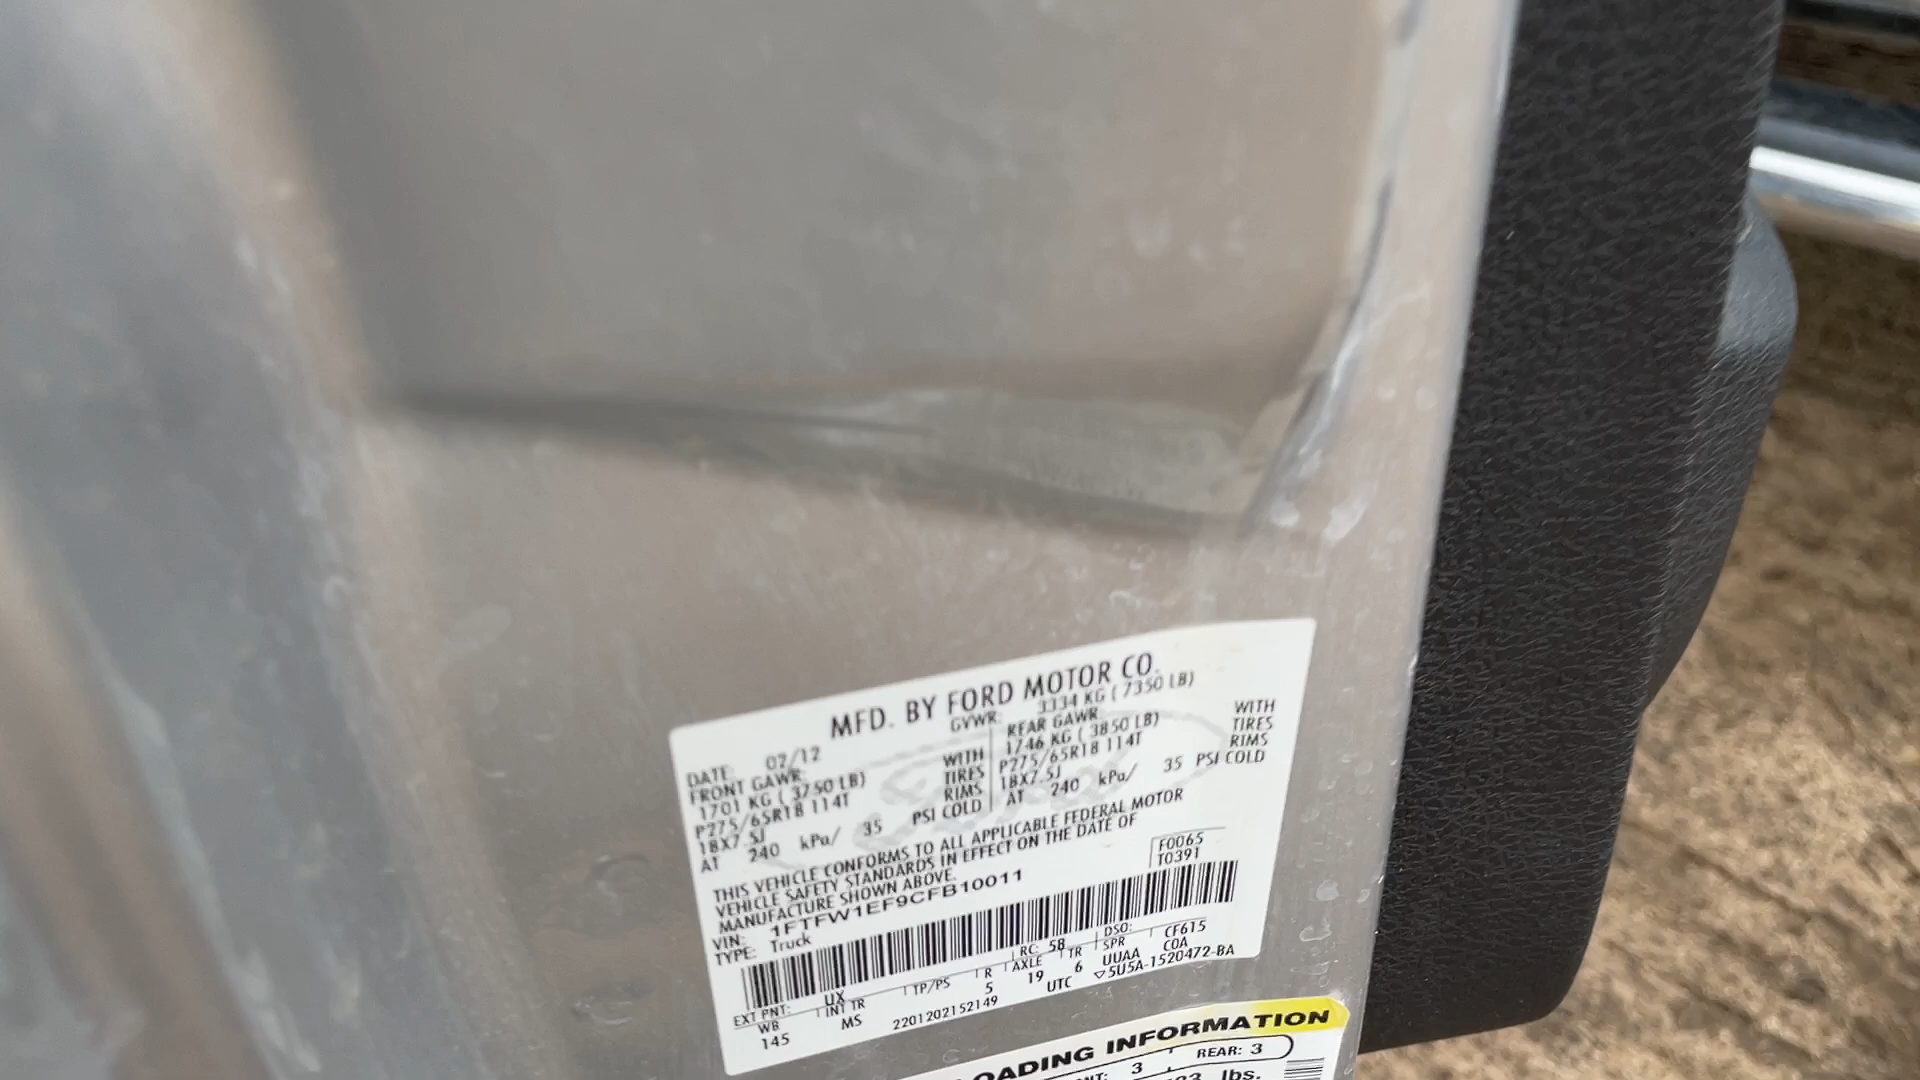 MFD. BY FORD MOTOR CO.
DATE: 02/12 GVWR: 3334 KG ( 7350 LB)
FRONT GAWR: REAR GAWR:
1701 KG ( 3750 LB) WITH 1746 KG ( 3850 LB) WITH
P275/65R18 114T TIRES P275/65R18 114T TIRES
18X7.5J RIMS 18X7.5J RIMS
AT 240 kPa/ 35 PSI COLD AT 240 kPa/ 35 PSI COLD
THIS VEHICLE CONFORMS TO ALL APPLICABLE FEDERAL MOTOR
VEHICLE SAFETY STANDARDS IN EFFECT ON THE DATE OF
MANUFACTURE SHOWN ABOVE.
F0065
T0391
VIN: 1FTFW1EF9CFB10011
TYPE: Truck
EXT PNT: UX RC: 58 DSO: CF615
WB INT TR TP/PS R AXLE TR SPR COA
145 MS 5 19 6 UUAA
2201202152149 UTC ▽5U5A-1520472-BA
OADING INFORMATION
NT: 3 REAR: 3
lbs.